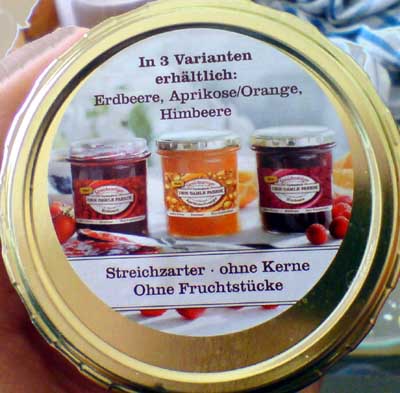 In 3 Varianten
erhältlich:
Erdbeere, Aprikose/Orange,
Himbeere
Streichzarter · ohne Kerne
Ohne Fruchtstücke